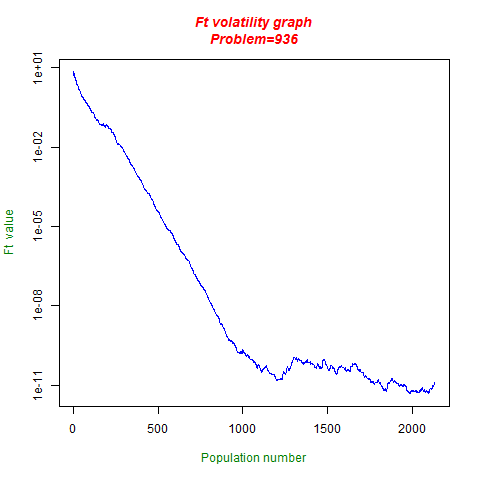 Ft volatility graph
Problem=936
1e+01
1e-02
1e-05
1e-08
1e-11
Ft value
0 500 1000 1500 2000
Population number